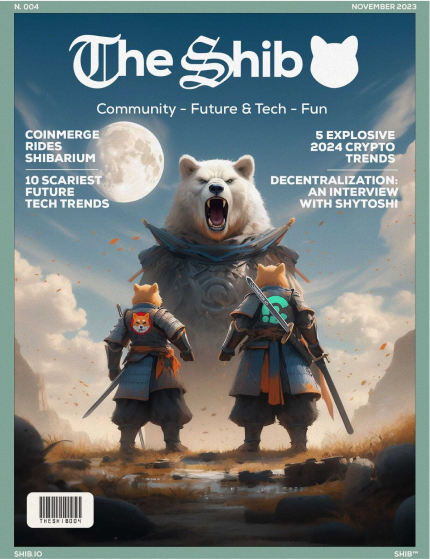 N. 004
NOVEMBER 2023
The Shib
Community - Future & Tech - Fun
COINMERGE
RIDES
SHIBARIUM
10 SCARIEST
FUTURE
TECH TRENDS
5 EXPLOSIVE
2024 CRYPTO
TRENDS
DECENTRALIZATION:
AN INTERVIEW
WITH SHYTOSHI
THESHIB004
SHIB.IO
SHIB™